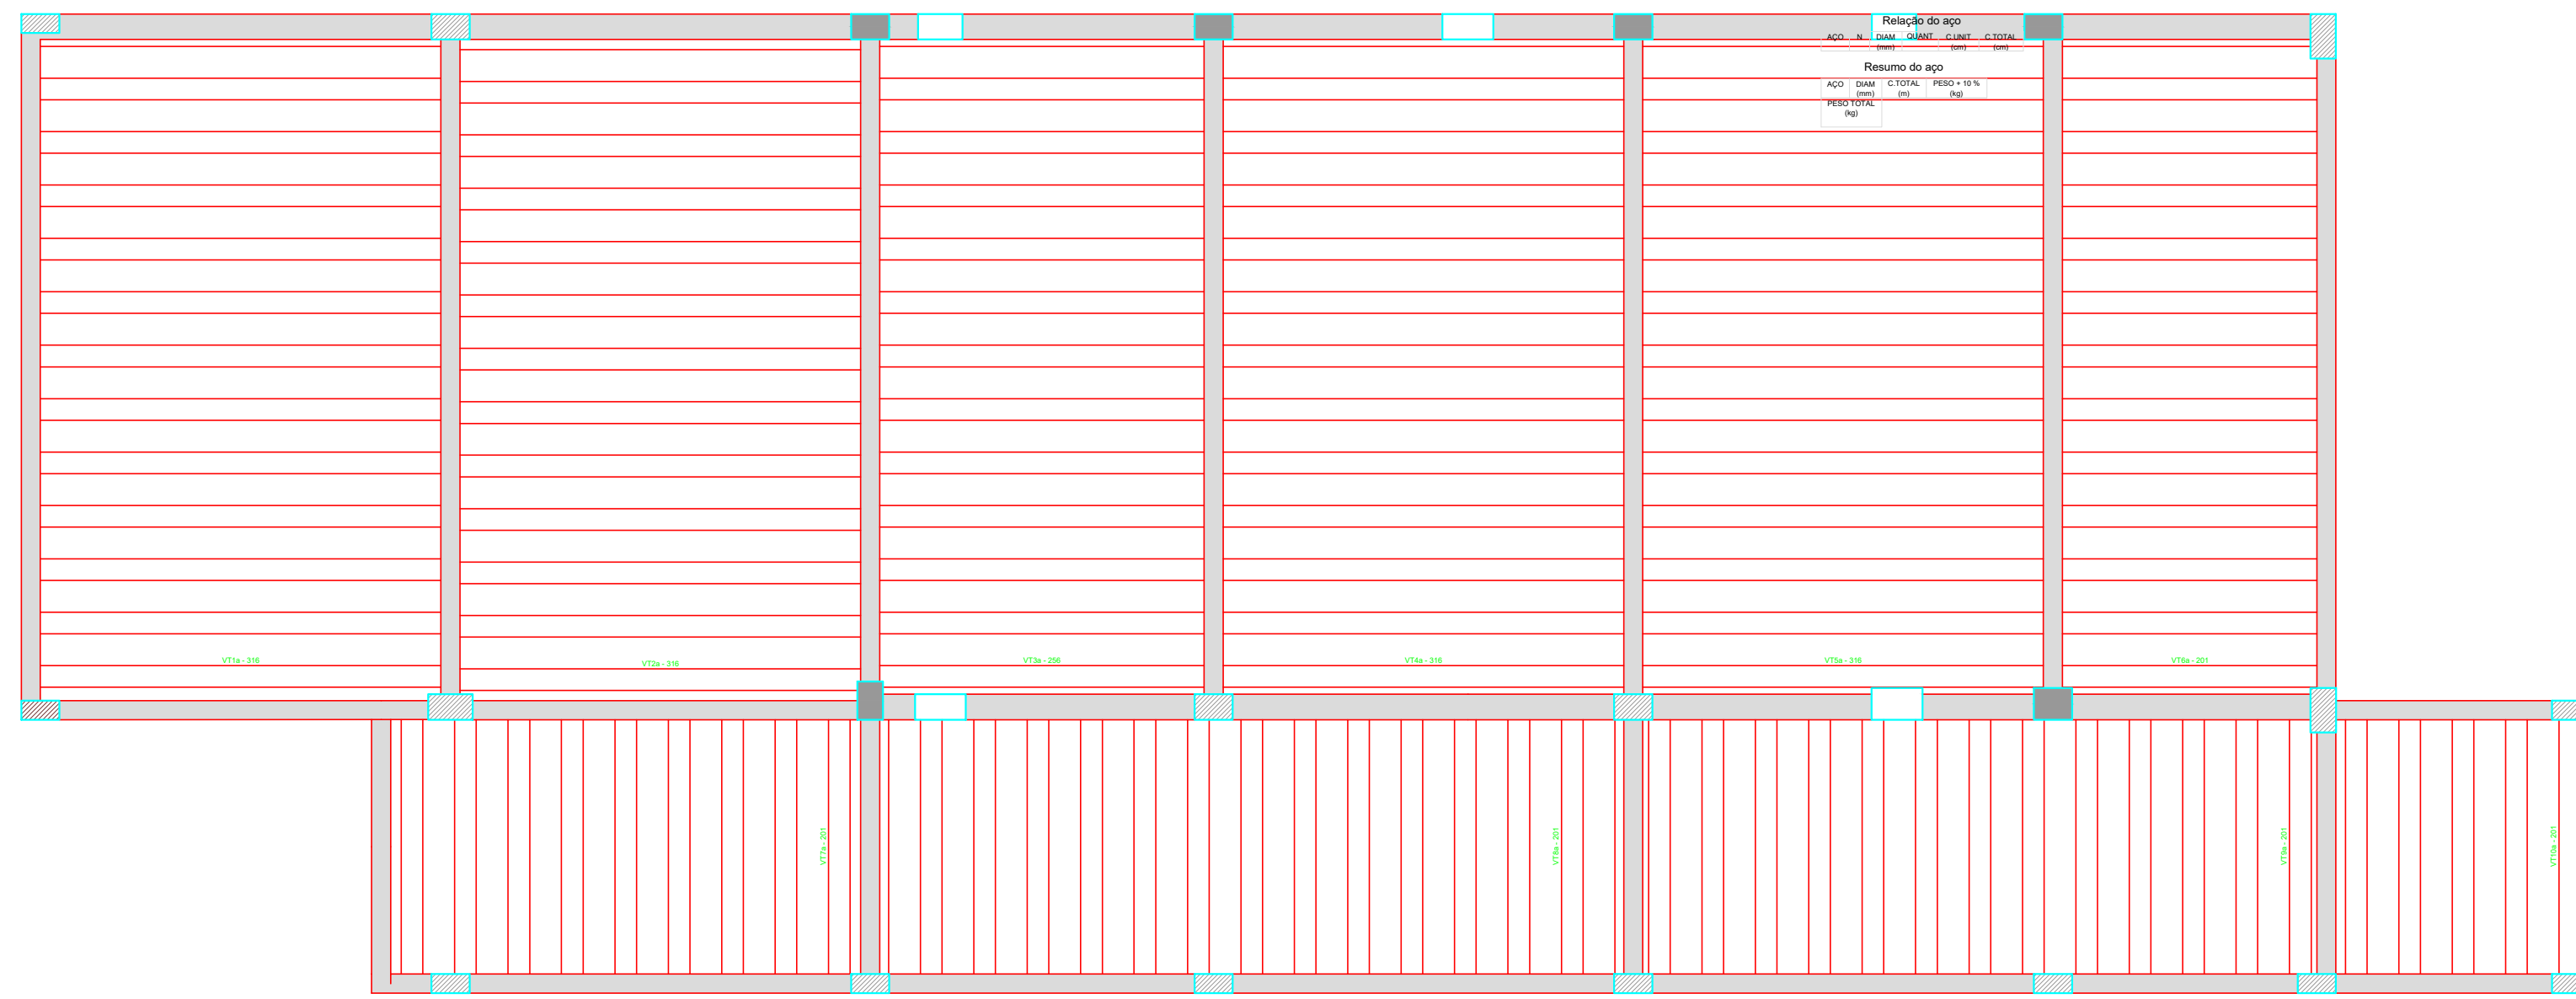 Relação do aço
AÇO N DIAM QUANT C.UNIT C.TOTAL
(mm) (cm) (cm)
Resumo do aço
AÇO DIAM C.TOTAL PESO + 10 %
(mm) (m) (kg)
PESO TOTAL
(kg)
VT1a - 316
VT2a - 316
VT3a - 256
VT4a - 316
VT5a - 316
VT6a - 201
VT7a - 201
VT8a - 201
VT9a - 201
VT10a - 201